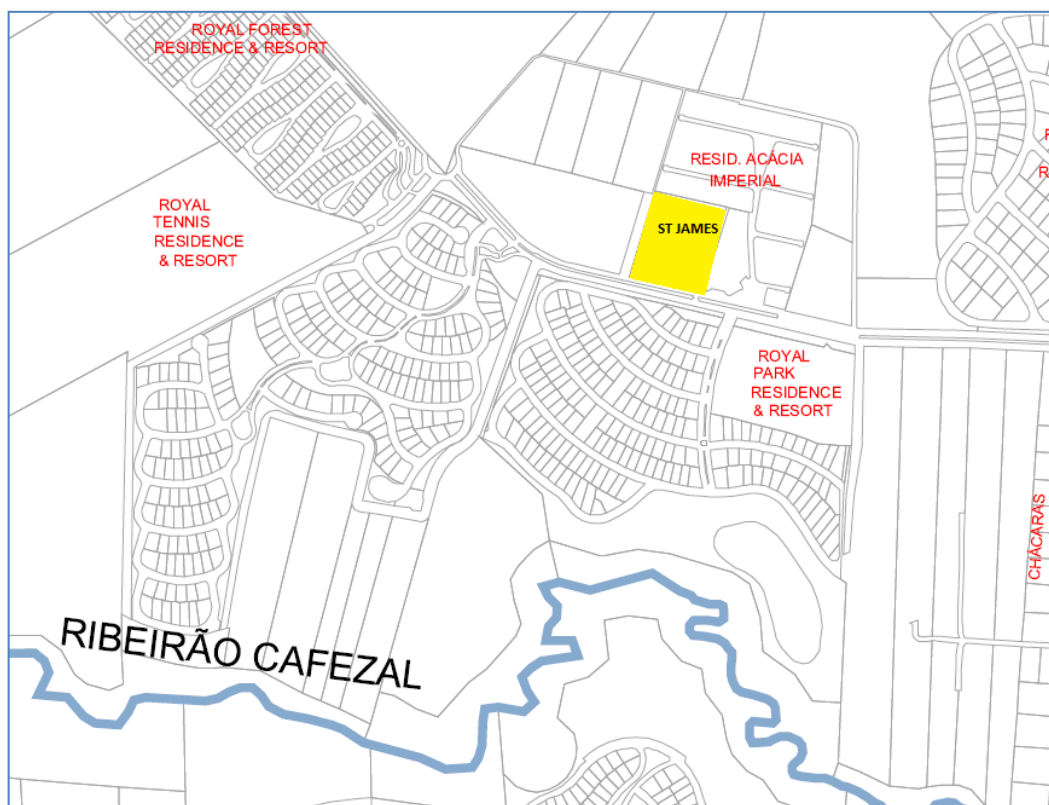 ROYAL FOREST
RESIDENCE & RESORT
RESID. ACÁCIA
IMPERIAL
ROYAL
TENNIS
RESIDENCE
& RESORT
ST JAMES
ROYAL
PARK
RESIDENCE
& RESORT
CHÁCARAS
RIBEIRÃO CAFEZAL